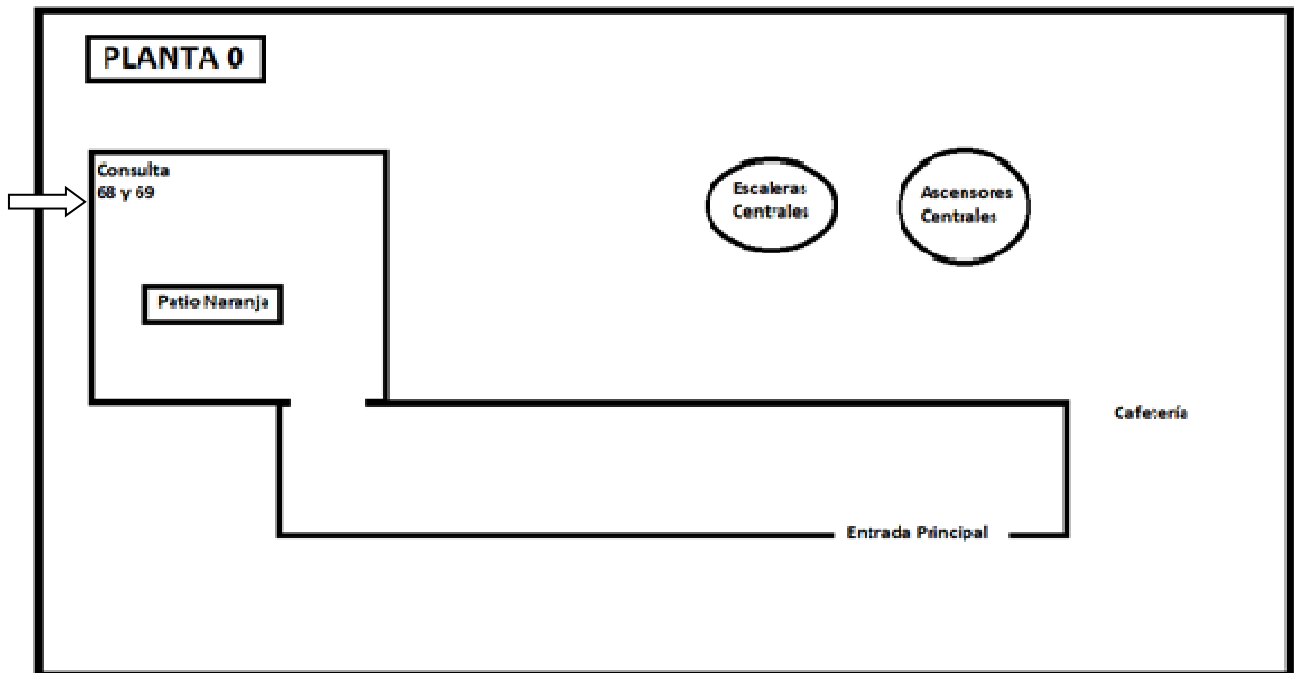 PLANTA 0
Consulta
68 y 69
Escaleras
Centrales
Ascensores
Centrales
Patio Naranja
Cafetería
Entrada Principal